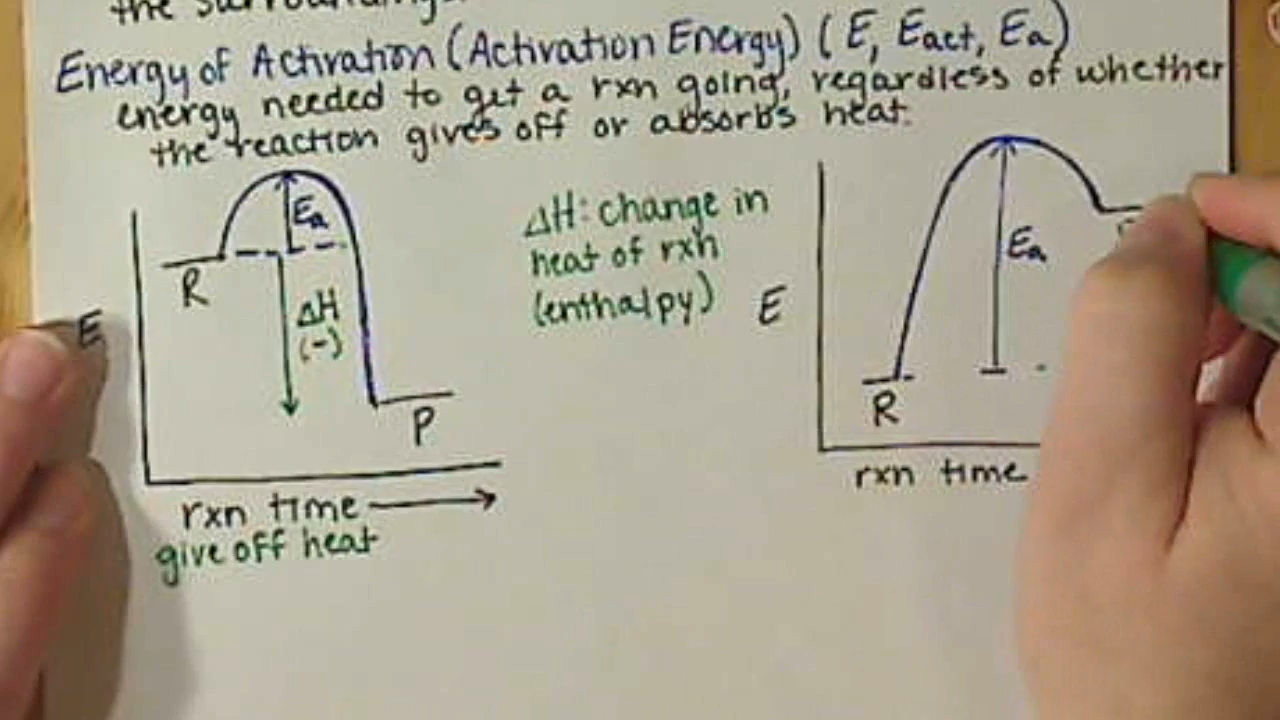 the surroundings
Energy of Activation (Activation Energy) (E, Eact, Ea)
energy needed to get a rxn going, regardless of whether
the reaction gives off or absorbs heat.
Ea
R
ΔH
(-)
E
P
rxn time
give off heat
ΔH: change in
heat of rxn
(enthalpy)
E
Ea
R
rxn time